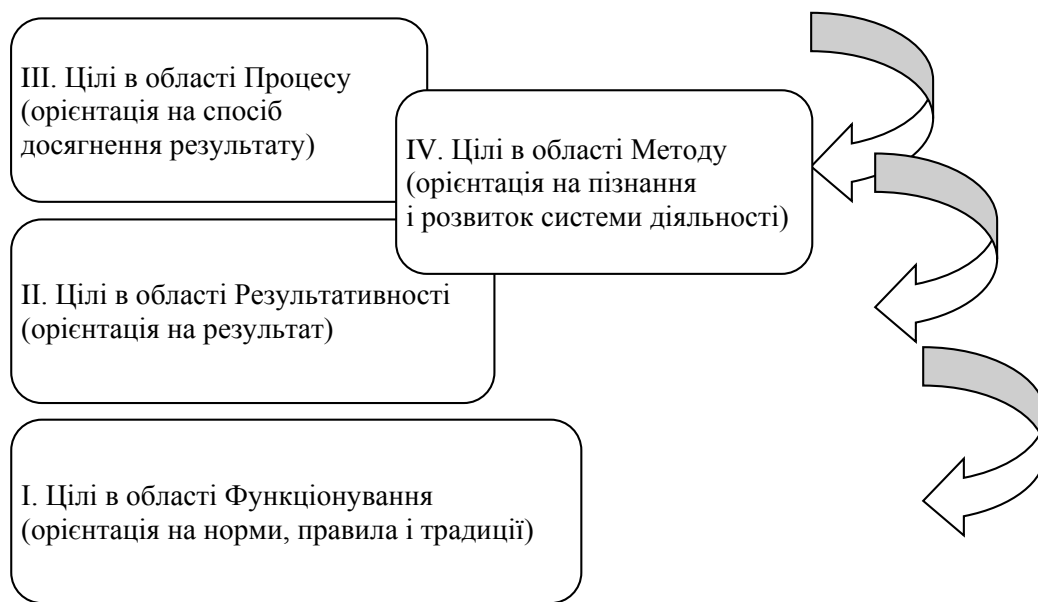 III. Цілі в області Процесу
(орієнтація на спосіб
досягнення результату)
IV. Цілі в області Методу
(орієнтація на пізнання
і розвиток системи діяльності)
II. Цілі в області Результативності
(орієнтація на результат)
I. Цілі в області Функціонування
(орієнтація на норми, правила і традиції)